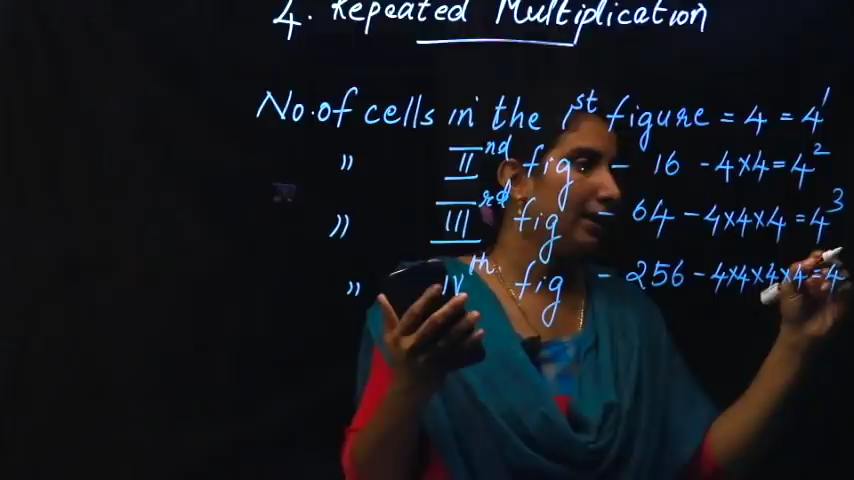 4. Repeated Multiplication
No. of cells in the 1st figure = 4 = 4¹
" IInd fig - 16 - 4×4 = 4²
" IIIrd fig - 64 - 4×4×4 = 4³
" IVth fig - 256 - 4×4×4×4 = 4